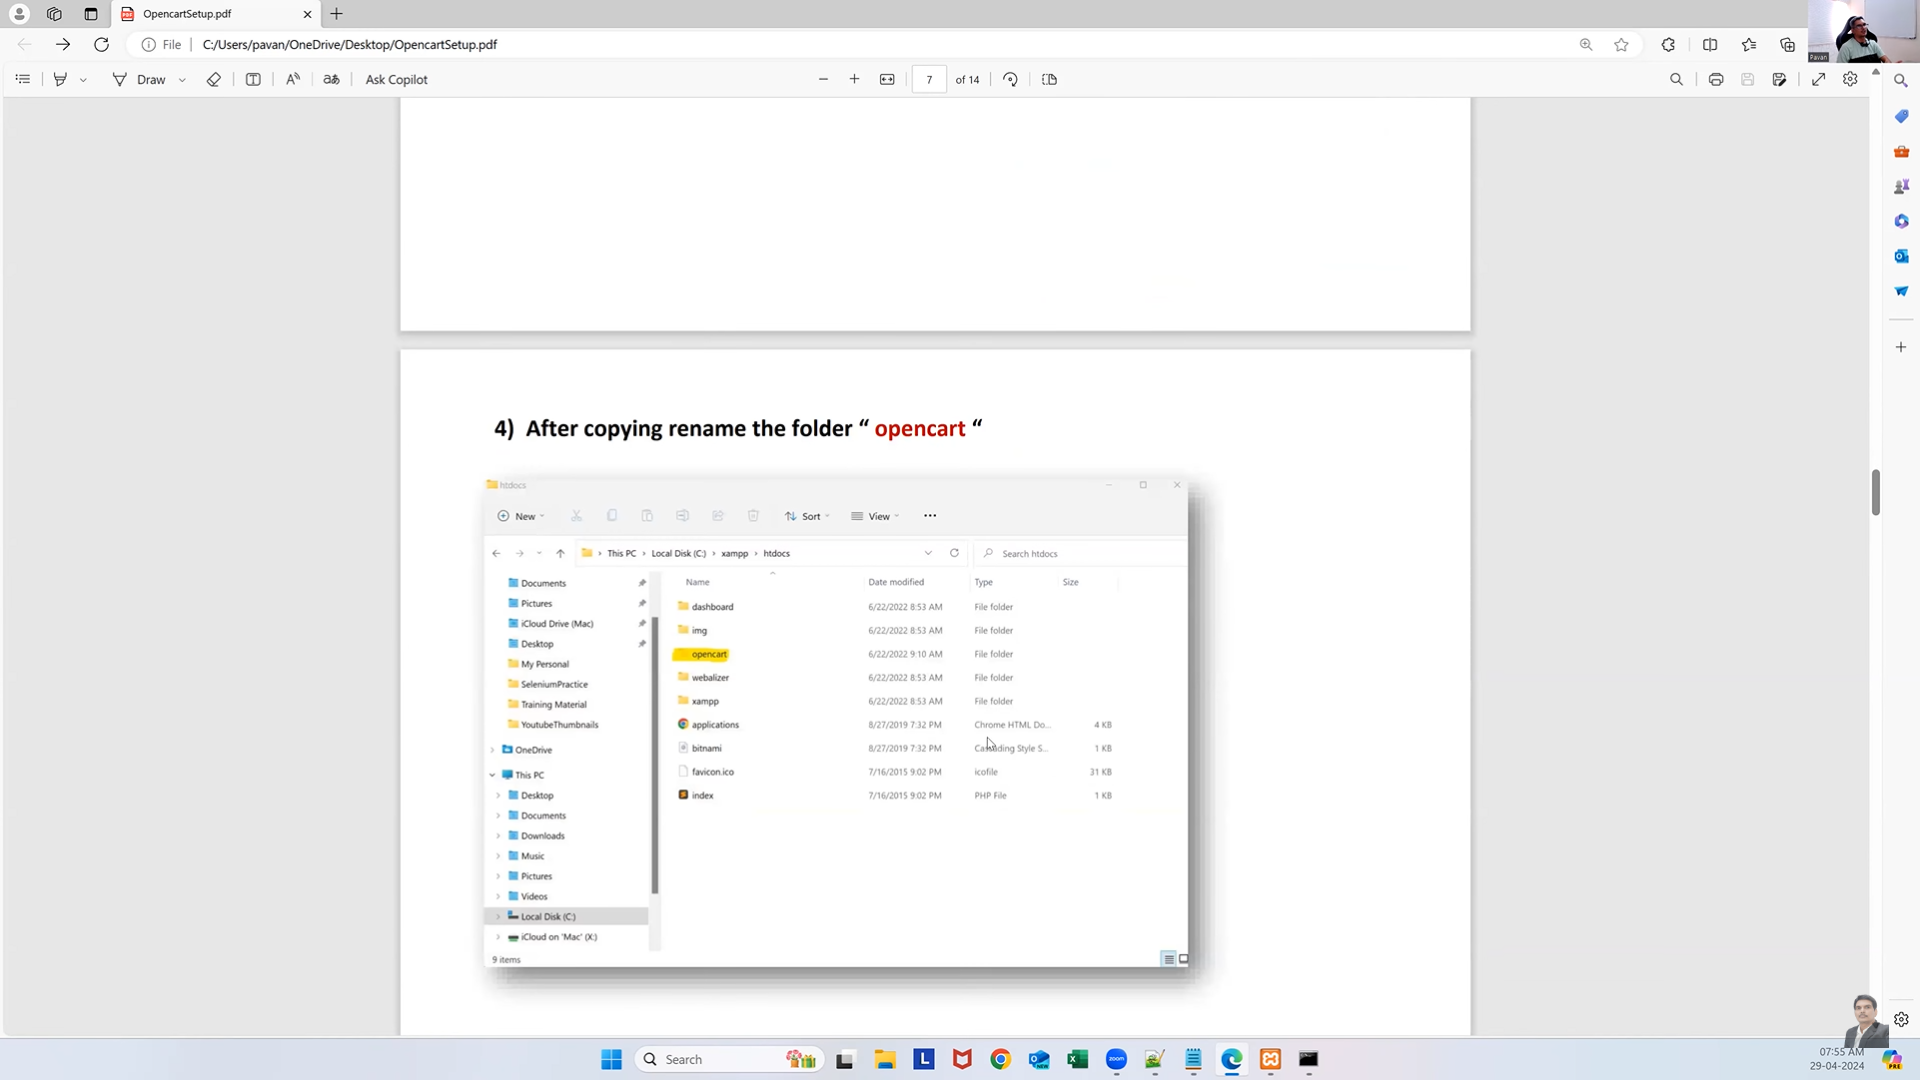 OpencartSetup.pdf
File
C:/Users/pavan/OneDrive/Desktop/OpencartSetup.pdf
Pavan
Draw
Ask Copilot
7 of 14
4) After copying rename the folder “ opencart “
htdocs
New
Sort
View
This PC > Local Disk (C:) > xampp > htdocs
Search htdocs
Name Date modified Type Size
dashboard 6/22/2022 8:53 AM File folder
img 6/22/2022 8:53 AM File folder
opencart 6/22/2022 9:10 AM File folder
webalizer 6/22/2022 8:53 AM File folder
xampp 6/22/2022 8:53 AM File folder
applications 8/27/2019 7:32 PM Chrome HTML Do... 4 KB
bitnami 8/27/2019 7:32 PM Cascading Style S... 1 KB
favicon.ico 7/16/2015 9:02 PM icofile 31 KB
index 7/16/2015 9:02 PM PHP File 1 KB
Documents
Pictures
iCloud Drive (Mac)
Desktop
My Personal
SeleniumPractice
Training Material
YoutubeThumbnails
OneDrive
This PC
Desktop
Documents
Downloads
Music
Pictures
Videos
Local Disk (C:)
iCloud on 'Mac' (X:)
9 items
Search
zoom
07:55 AM
29-04-2024